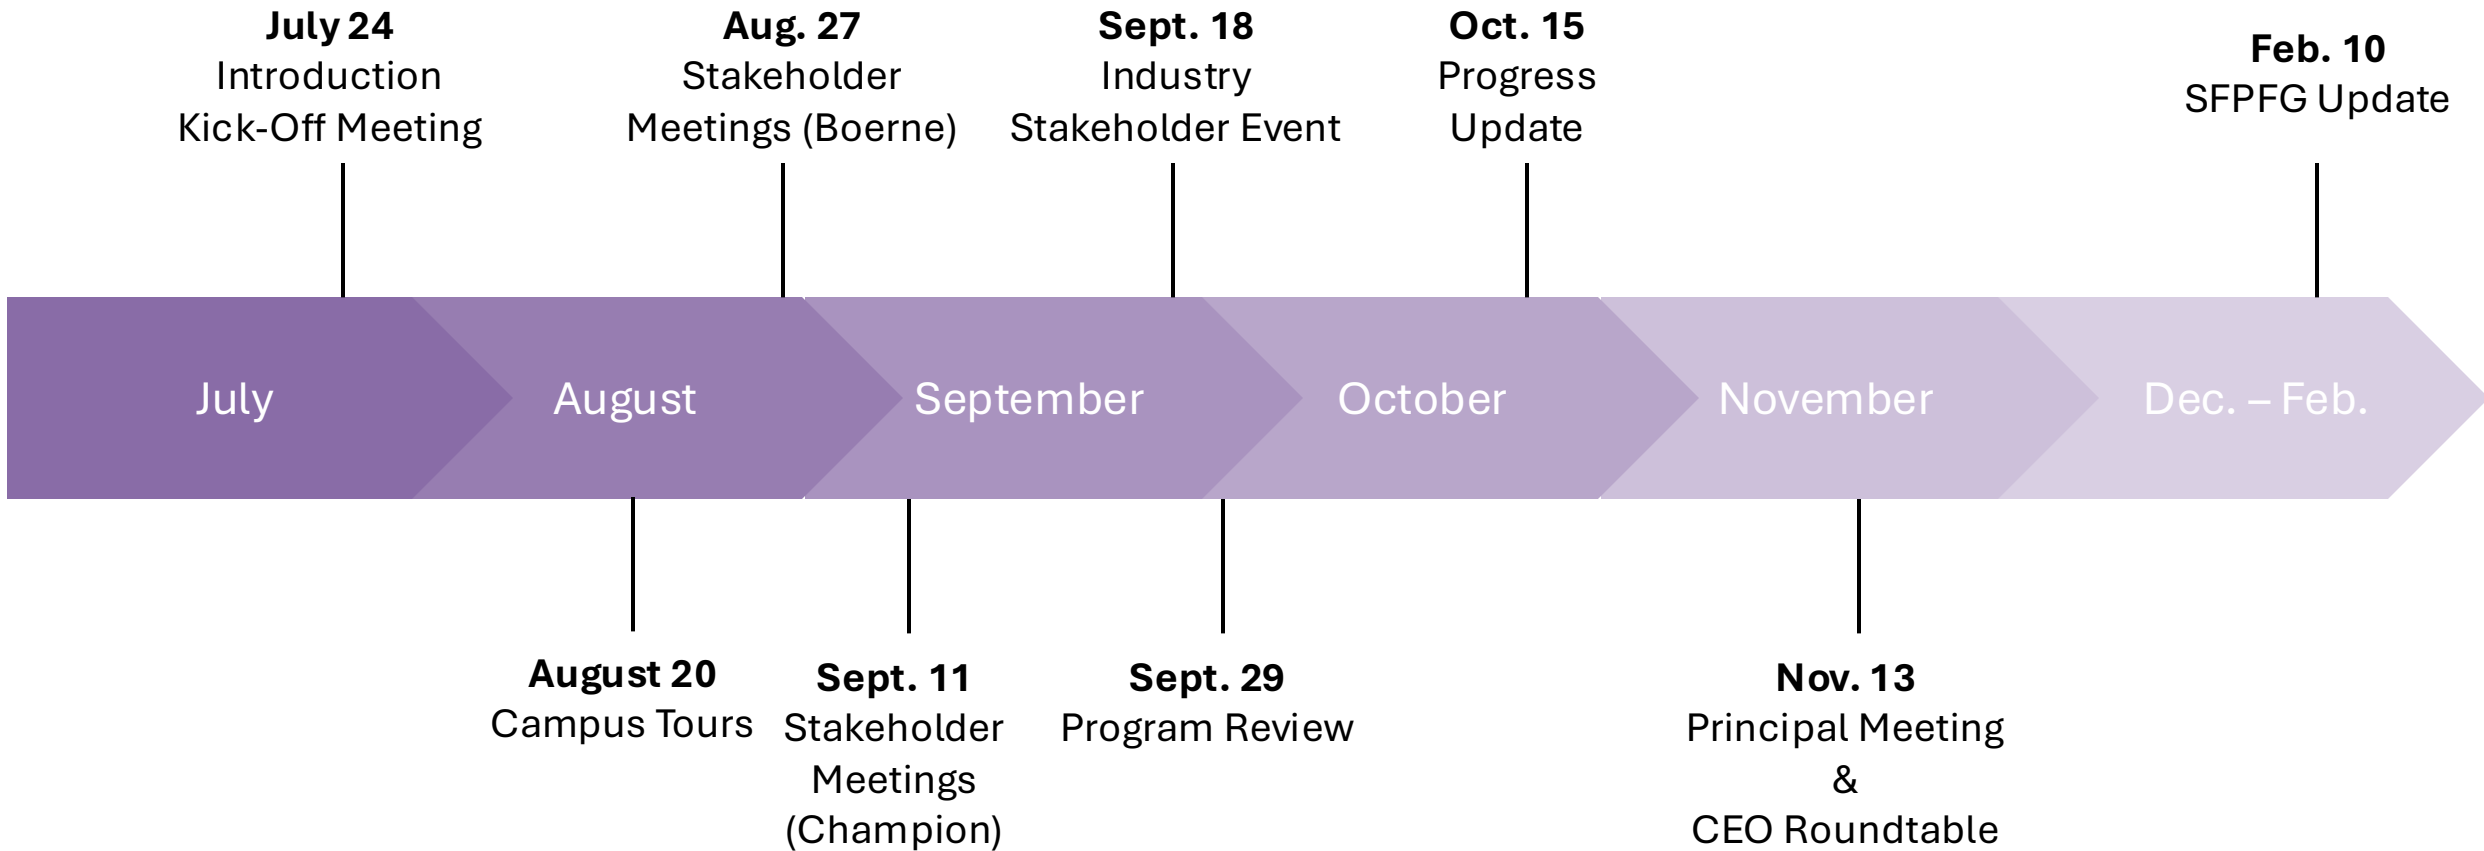 July 24
Introduction
Kick-Off Meeting
Aug. 27
Stakeholder
Meetings (Boerne)
Sept. 18
Industry
Stakeholder Event
Oct. 15
Progress
Update
Feb. 10
SFPFG Update
July
August
September
October
November
Dec. – Feb.
August 20
Campus Tours
Sept. 11
Stakeholder
Meetings
(Champion)
Sept. 29
Program Review
Nov. 13
Principal Meeting
&
CEO Roundtable